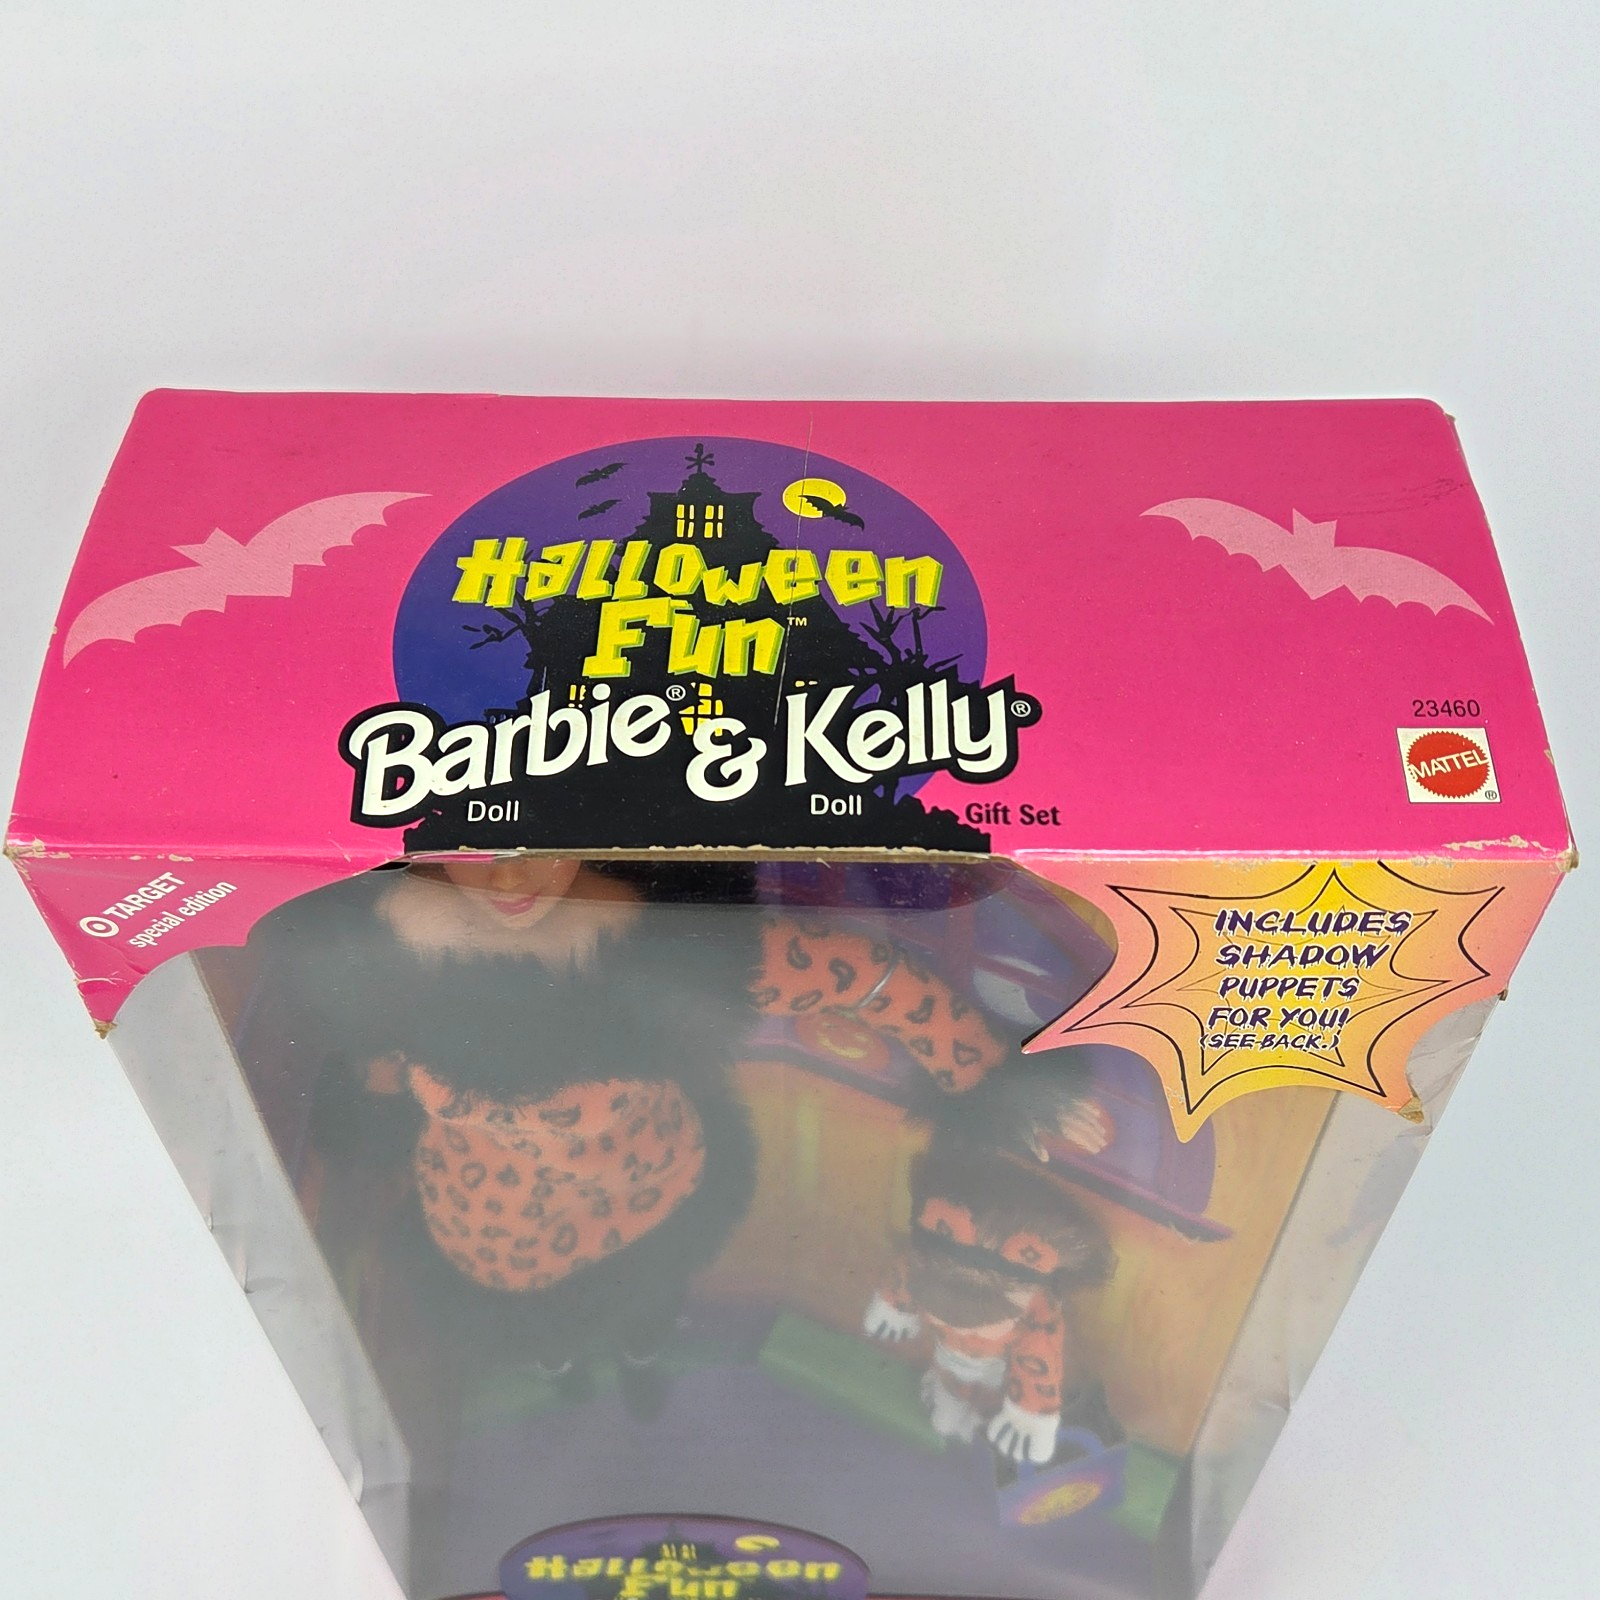 Halloween
Fun™
Barbie® & Kelly®
Doll Doll Gift Set
23460
MATTEL®
TARGET
special edition
INCLUDES
SHADOW
PUPPETS
FOR YOU!
(SEE BACK.)
Halloween
Fun